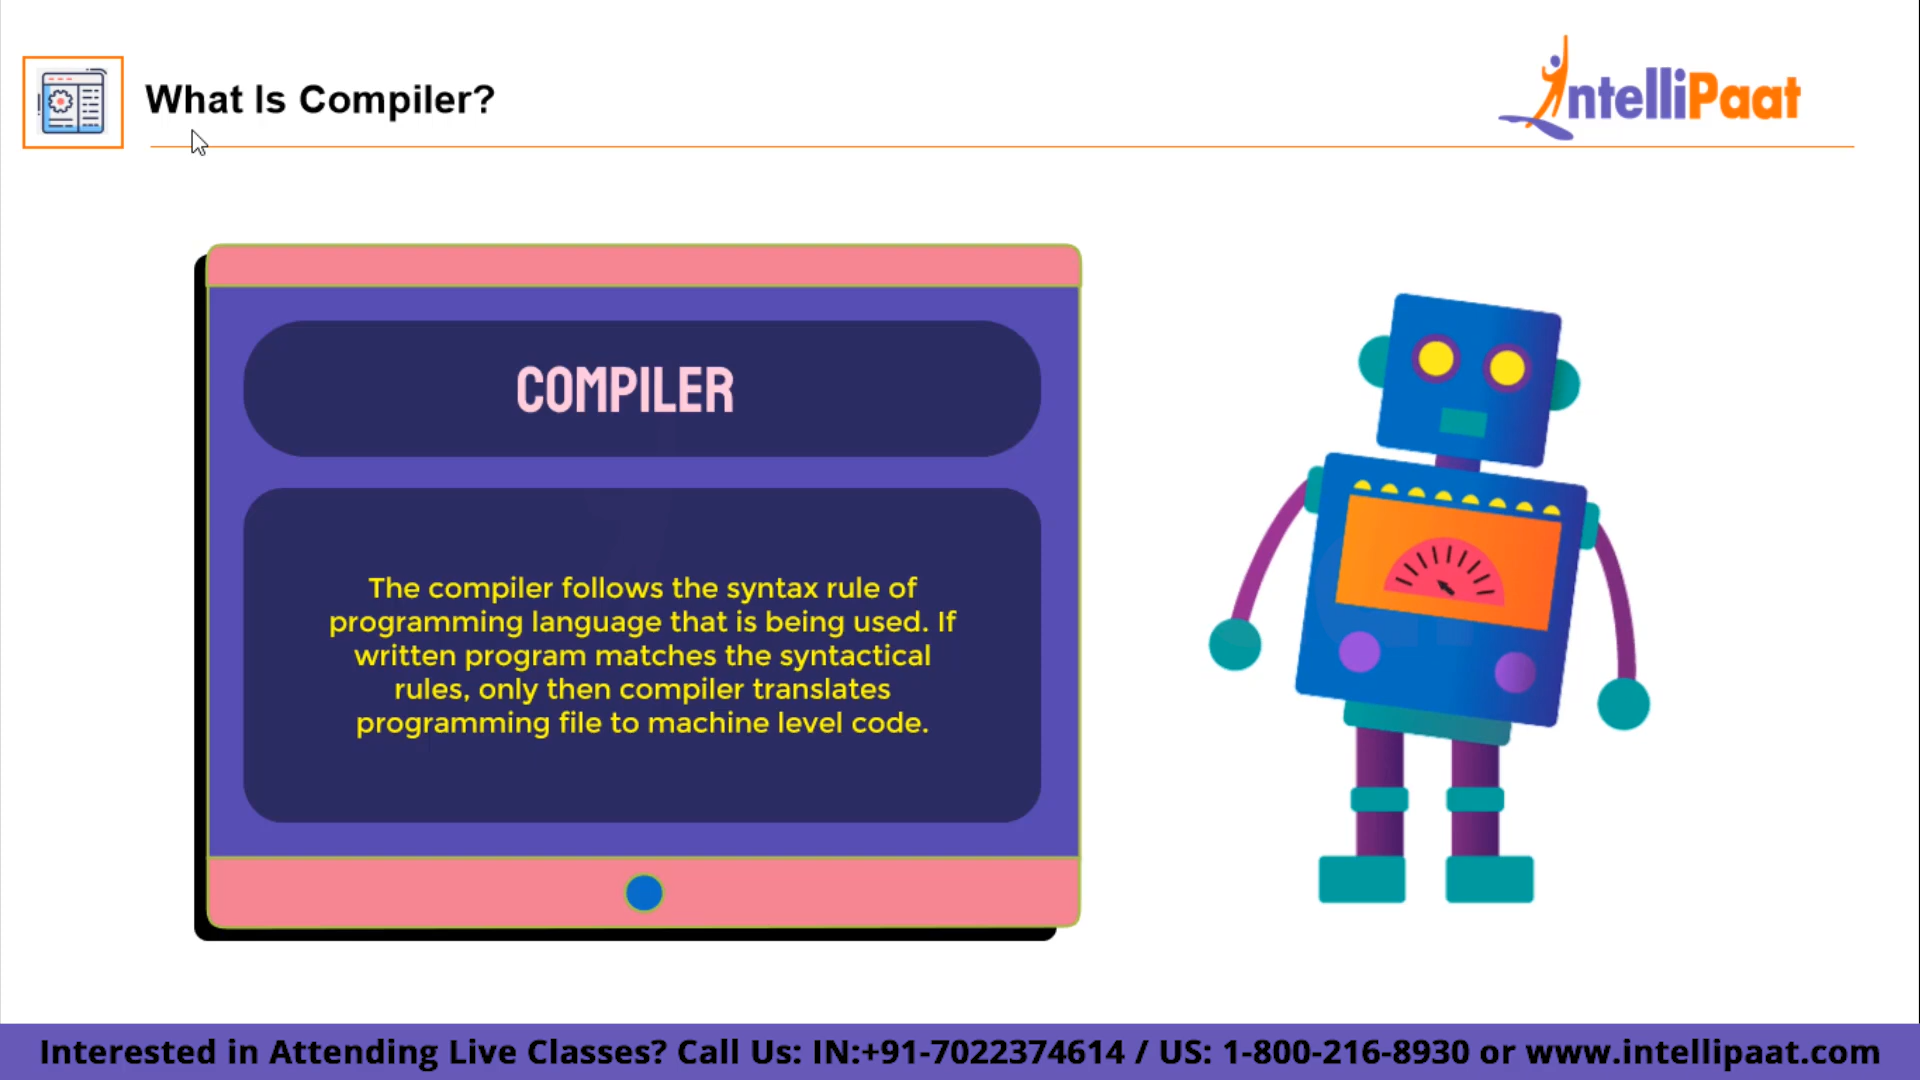 What Is Compiler?
IntelliPaat
COMPILER
The compiler follows the syntax rule of
programming language that is being used. If
written program matches the syntactical
rules, only then compiler translates
programming file to machine level code.
Interested in Attending Live Classes? Call Us: IN:+91-7022374614 / US: 1-800-216-8930 or www.intellipaat.com